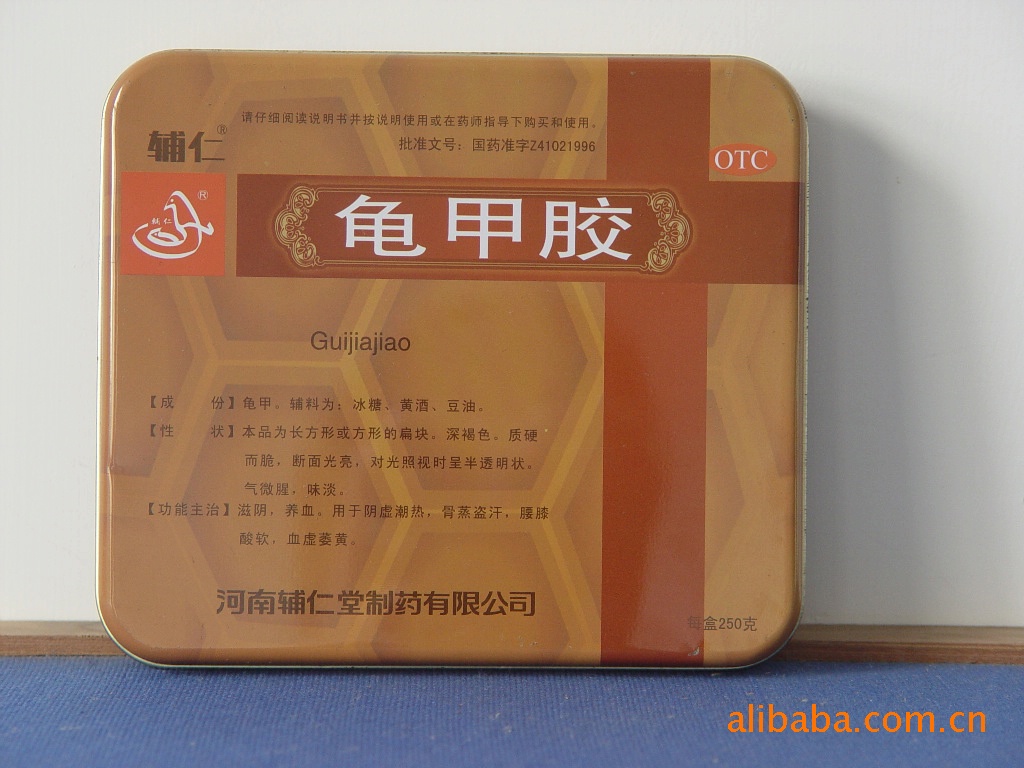 请仔细阅读说明书并按说明使用或在药师指导下购买和使用。
辅仁®
批准文号：国药准字Z41021996
OTC
®
辅仁
龟甲胶
Guijiajiao
【成 份】龟甲。辅料为：冰糖、黄酒、豆油。
【性 状】本品为长方形或方形的扁块。深褐色。质硬
而脆，断面光亮，对光照视时呈半透明状。
气微腥，味淡。
【功能主治】滋阴，养血。用于阴虚潮热，骨蒸盗汗，腰膝
酸软，血虚萎黄。
河南辅仁堂制药有限公司
每盒250克
alibaba.com.cn